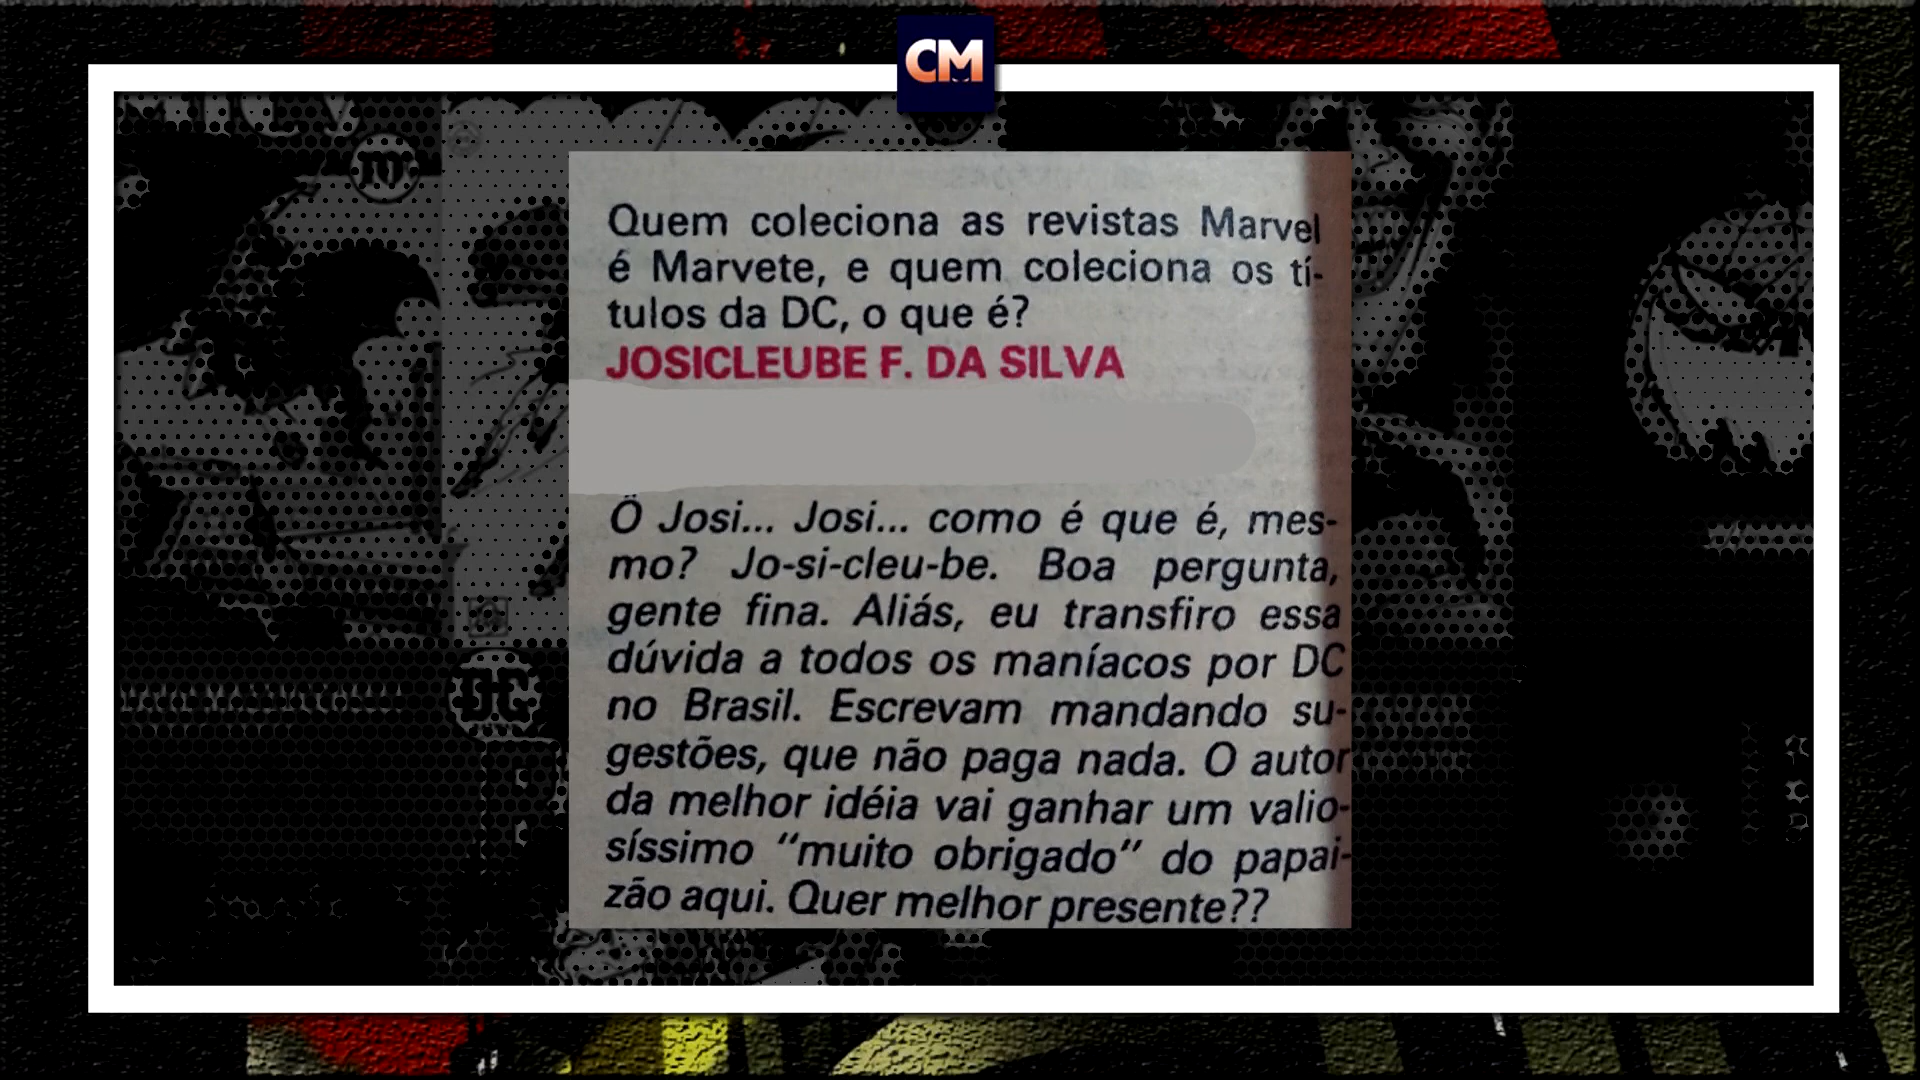 CM
Quem coleciona as revistas Marvel
é Marvete, e quem coleciona os tí-
tulos da DC, o que é?
JOSICLEUBE F. DA SILVA
Ô Josi... Josi... como é que é, mes-
mo? Jo-si-cleu-be. Boa pergunta,
gente fina. Aliás, eu transfiro essa
dúvida a todos os maníacos por DC
no Brasil. Escrevam mandando su-
gestões, que não paga nada. O autor
da melhor idéia vai ganhar um valio-
síssimo “muito obrigado” do papai-
zão aqui. Quer melhor presente??
DC